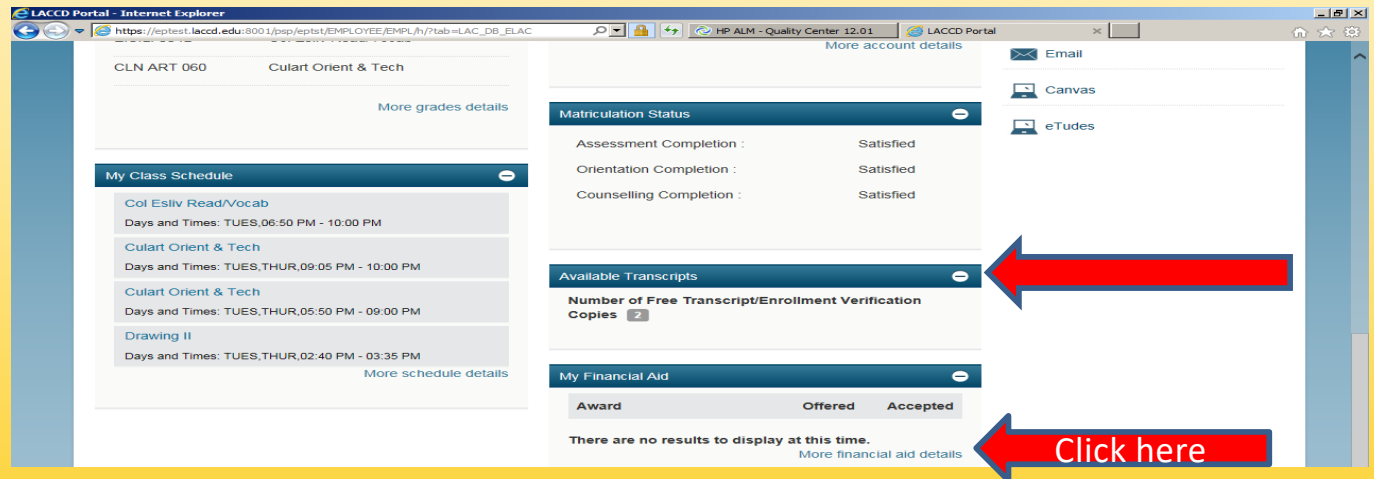 LACCD Portal - Internet Explorer
https://eptest.laccd.edu:8001/psp/eptst/EMPLOYEE/EMPL/h/?tab=LAC_DB_ELAC
HP ALM - Quality Center 12.01
LACCD Portal
CLN ART 060 Culart Orient & Tech
More grades details
My Class Schedule
Col Esliv Read/Vocab
Days and Times: TUES,06:50 PM - 10:00 PM
Culart Orient & Tech
Days and Times: TUES,THUR,09:05 PM - 10:00 PM
Culart Orient & Tech
Days and Times: TUES,THUR,05:50 PM - 09:00 PM
Drawing II
Days and Times: TUES,THUR,02:40 PM - 03:35 PM
More schedule details
More account details
Matriculation Status
Assessment Completion : Satisfied
Orientation Completion : Satisfied
Counselling Completion : Satisfied
Available Transcripts
Number of Free Transcript/Enrollment Verification
Copies 2
My Financial Aid
Award Offered Accepted
There are no results to display at this time.
More financial aid details
Click here
Email
Canvas
eTudes